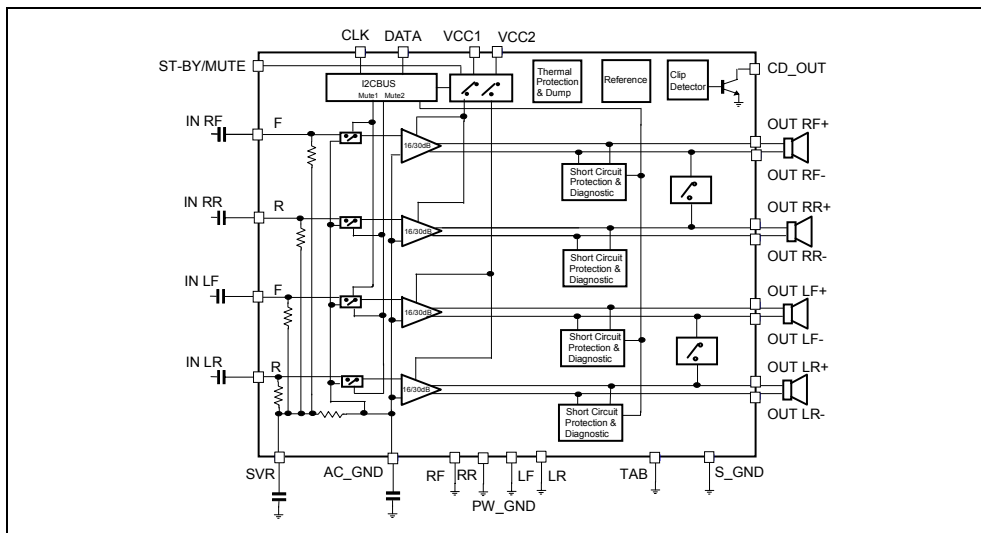 CLK DATA VCC1 VCC2
ST-BY/MUTE
I2CBUS
Mute1 Mute2
Thermal
Protection
& Dump
Reference
Clip
Detector
CD_OUT
IN RF
F
16/30dB
Short Circuit
Protection &
Diagnostic
OUT RF+
OUT RF-
IN RR
R
16/30dB
Short Circuit
Protection &
Diagnostic
OUT RR+
OUT RR-
IN LF
F
16/30dB
Short Circuit
Protection &
Diagnostic
OUT LF+
OUT LF-
IN LR
R
16/30dB
Short Circuit
Protection &
Diagnostic
OUT LR+
OUT LR-
SVR AC_GND RF RR LF LR TAB S_GND
PW_GND